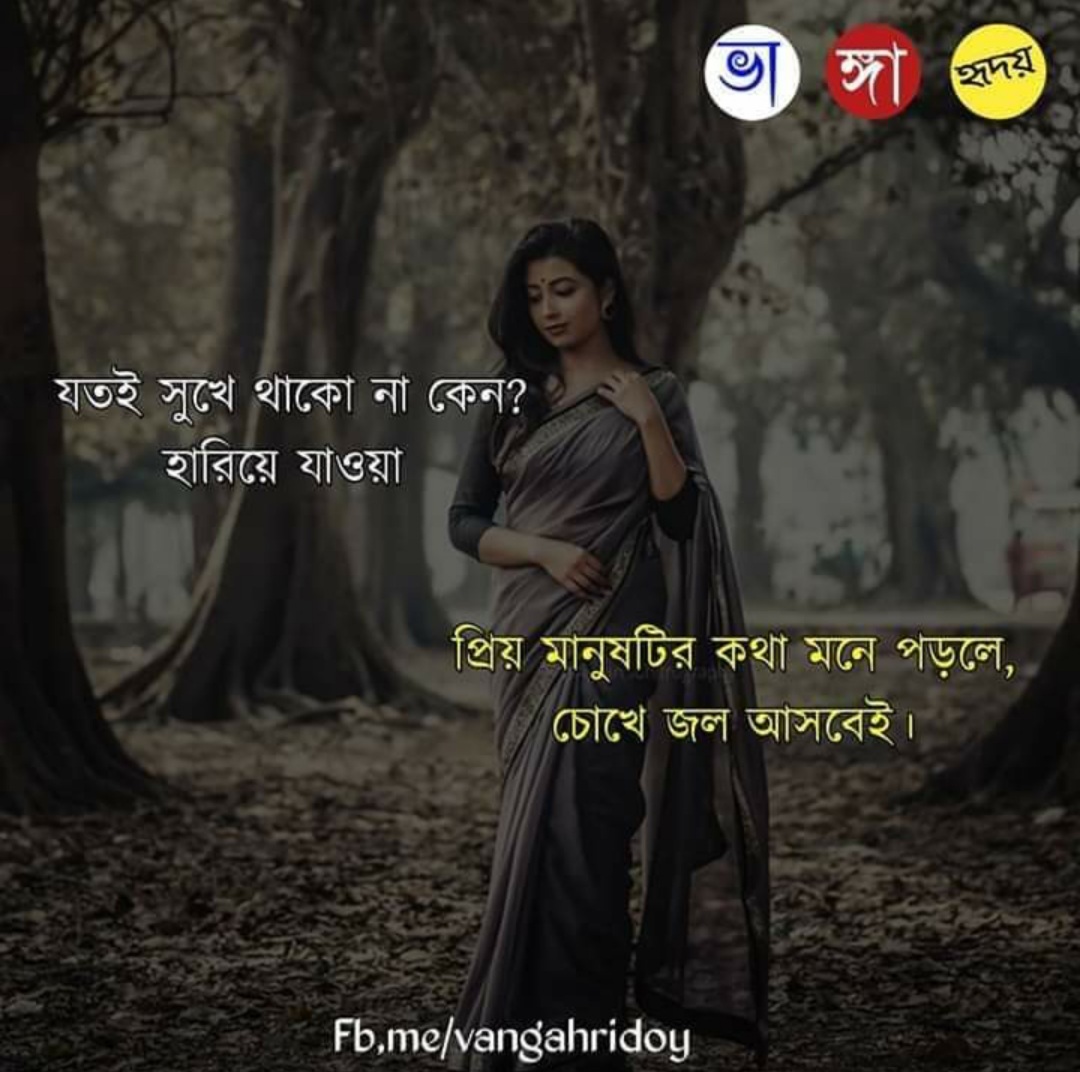 ভা ঙ্গা হৃদয়
যতই সুখে থাকো না কেন?
হারিয়ে যাওয়া
প্রিয় মানুষটির কথা মনে পড়লে,
চোখে জল আসবেই।
Fb,me/vangahridoy